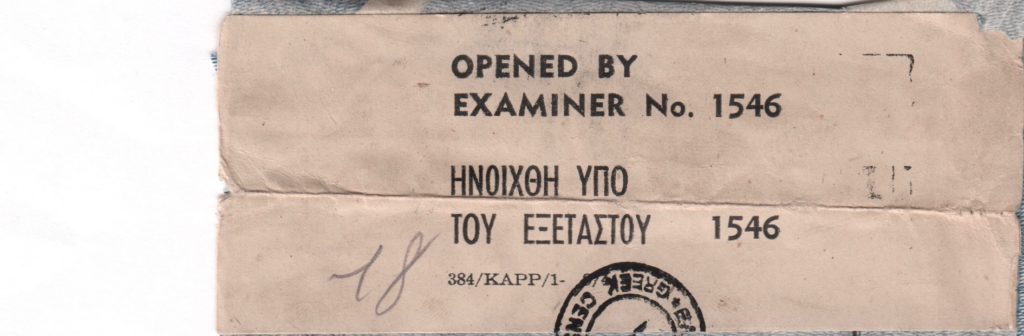 OPENED BY
EXAMINER No. 1546
ΗΝΟΙΧΘΗ ΥΠΟ
ΤΟΥ ΕΞΕΤΑΣΤΟΥ 1546
18
384/KAPP/1-
GREEK